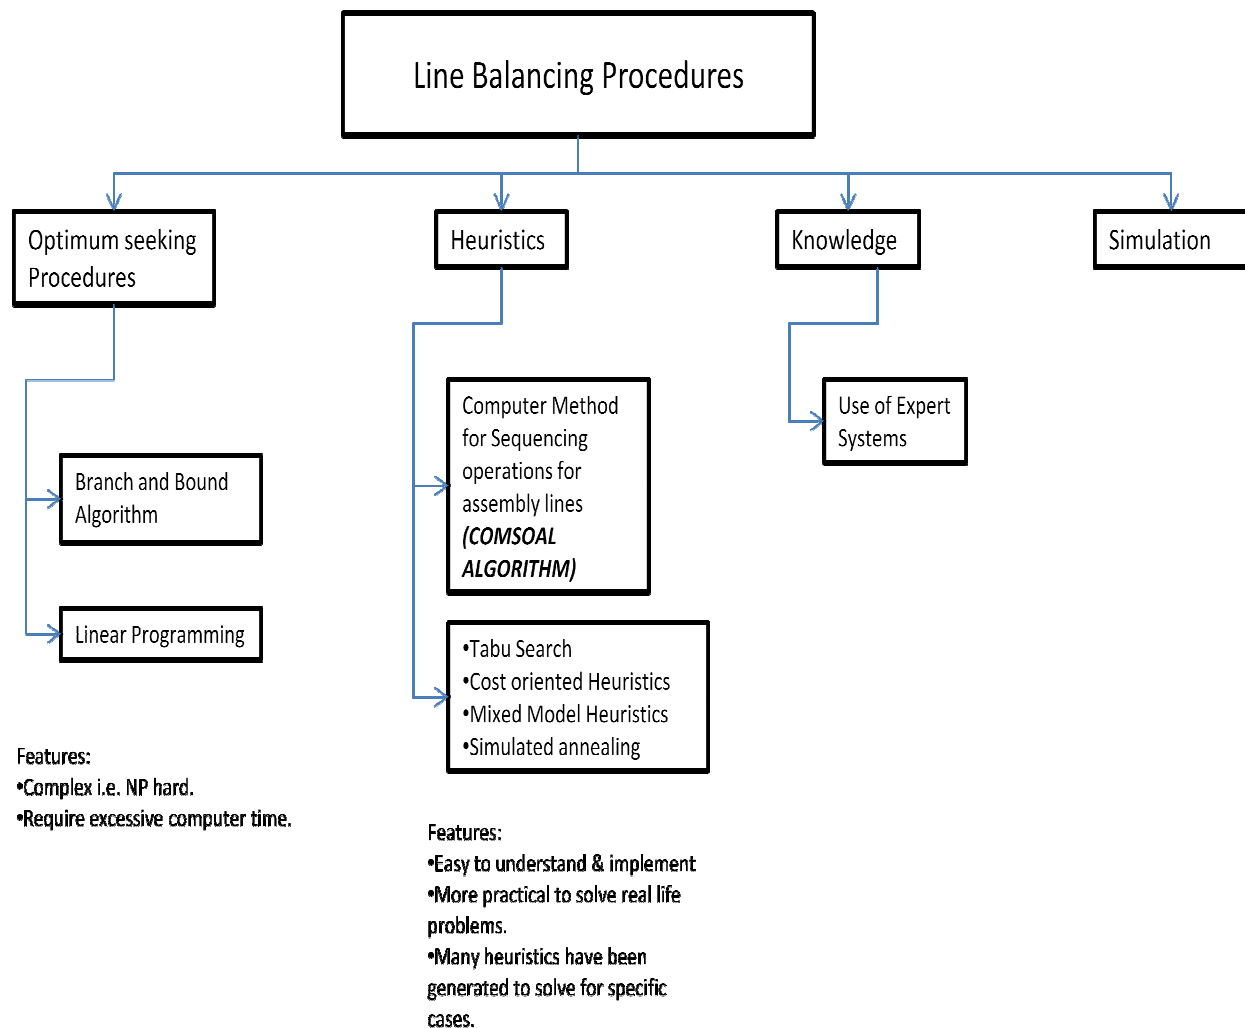 Line Balancing Procedures
Optimum seeking
Procedures
Heuristics
Knowledge
Simulation
Branch and Bound
Algorithm
Linear Programming
Computer Method
for Sequencing
operations for
assembly lines
(COMSOAL
ALGORITHM)
•Tabu Search
•Cost oriented Heuristics
•Mixed Model Heuristics
•Simulated annealing
Use of Expert
Systems
Features:
•Complex i.e. NP hard.
•Require excessive computer time.
Features:
•Easy to understand & implement
•More practical to solve real life
problems.
•Many heuristics have been
generated to solve for specific
cases.